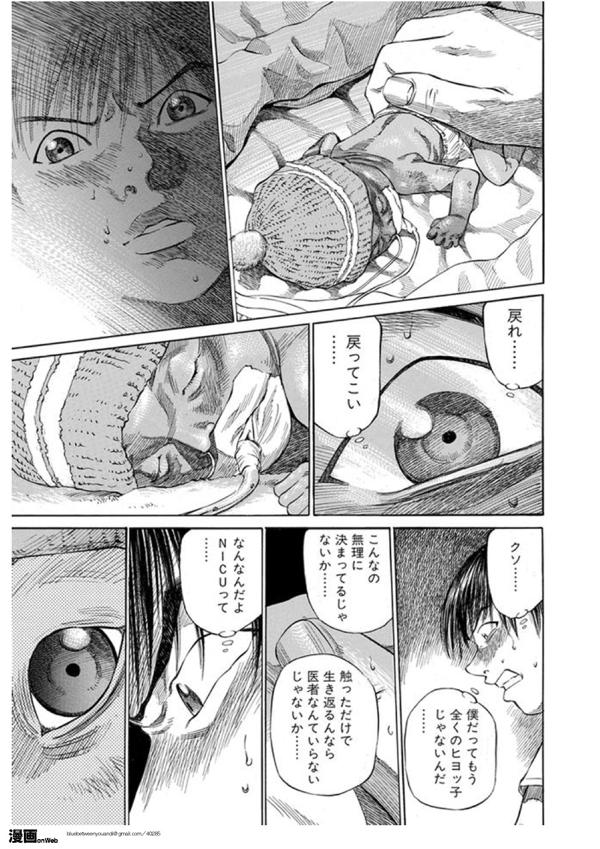 戻れ
……
戻ってこい
……
クソ……
僕だってもう
全くのヒヨッ子
じゃないんだ
……
こんなの
無理に
決まってるじゃ
ないか……
触っただけで
生き返るんなら
医者なんていらない
じゃないか……
なんなんだよ
NICUって
……
漫画 on Web
bluebetweenyouandi@gmail.com/40285